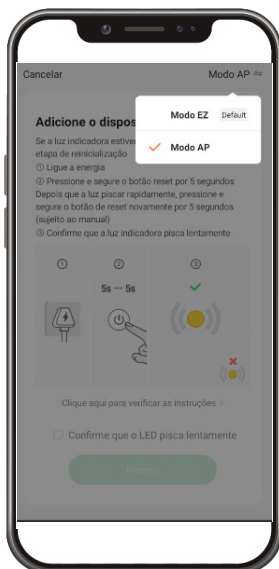 Cancelar
Modo AP
Modo EZ Default
Modo AP
Adicione o dispos
Se a luz indicadora estive
etapa de reinicialização
① Ligue a energia
② Pressione e segure o botão reset por 5 segundos
Depois que a luz piscar rapidamente, pressione e
segure o botão de reset novamente por 5 segundos
(sujeito ao manual)
③ Confirme que a luz indicadora pisca lentamente
① ② ③
5s ··· 5s
Clique aqui para verificar as instruções >
Confirme que o LED pisca lentamente